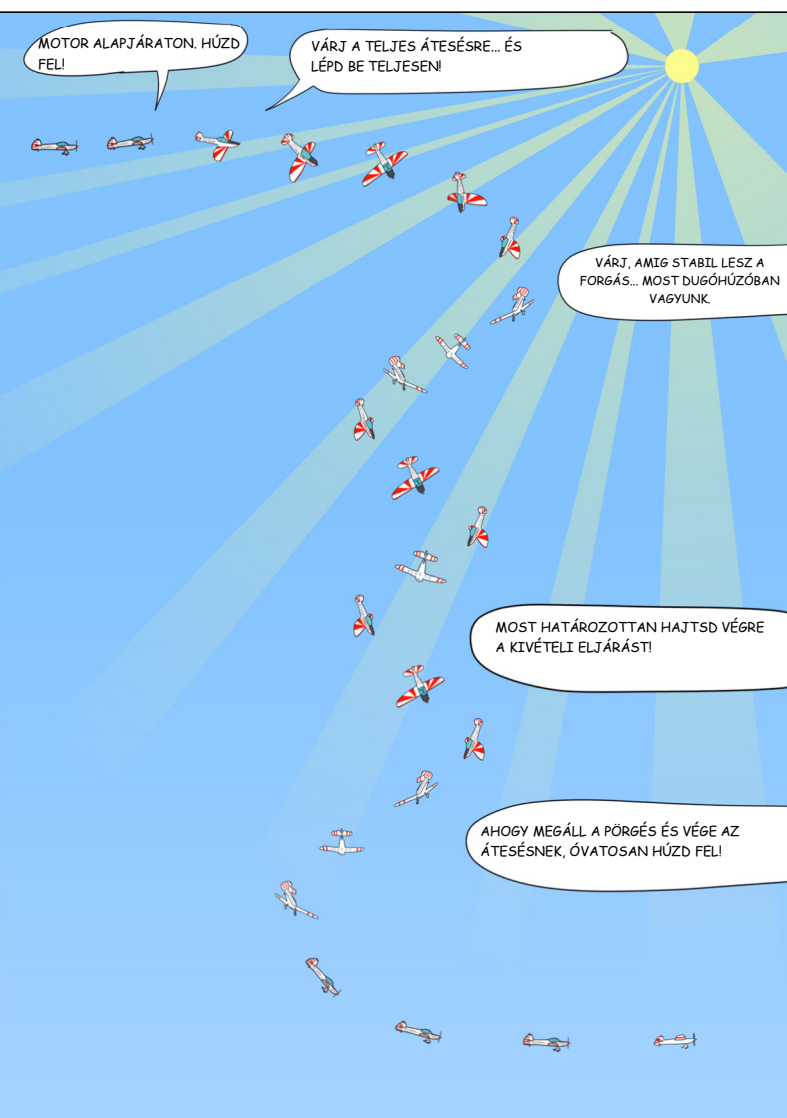 MOTOR ALAPJÁRATON. HÚZD
FEL!
VÁRJ A TELJES ÁTESÉSRE... ÉS
LÉPD BE TELJESEN!
VÁRJ, AMIG STABIL LESZ A
FORGÁS... MOST DUGÓHÚZÓBAN
VAGYUNK.
MOST HATÁROZOTTAN HAJTSD VÉGRE
A KIVÉTELI ELJÁRÁST!
AHOGY MEGÁLL A PÖRGÉS ÉS VÉGE AZ
ÁTESÉSNEK, ÓVATOSAN HÚZD FEL!